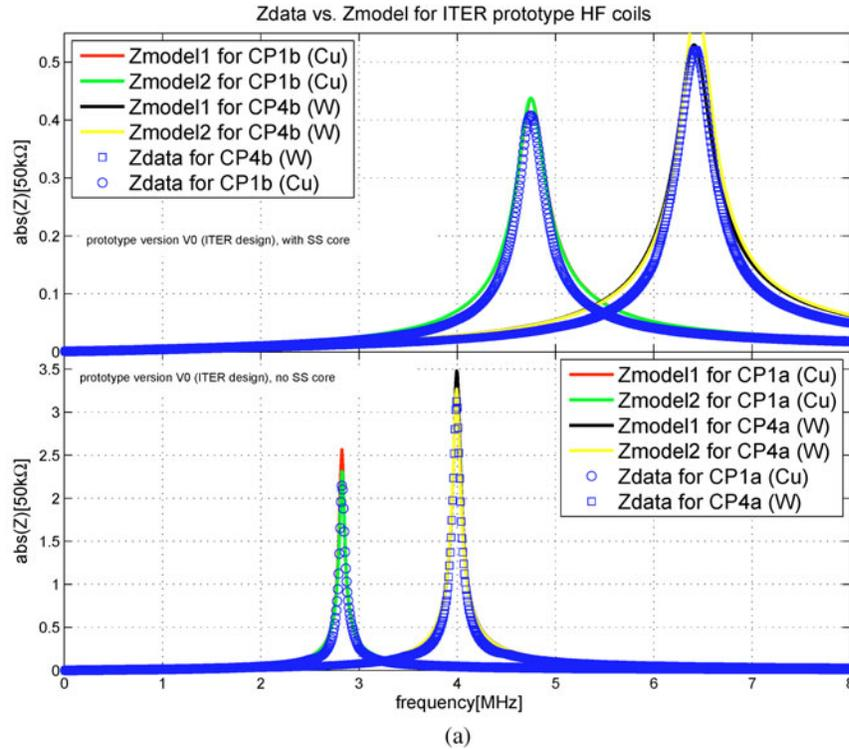 Zdata vs. Zmodel for ITER prototype HF coils
Zmodel1 for CP1b (Cu)
Zmodel2 for CP1b (Cu)
Zmodel1 for CP4b (W)
Zmodel2 for CP4b (W)
Zdata for CP4b (W)
Zdata for CP1b (Cu)
prototype version V0 (ITER design), with SS core
abs(Z)[50kΩ]
0.5
0.4
0.3
0.2
0.1
0
prototype version V0 (ITER design), no SS core
Zmodel1 for CP1a (Cu)
Zmodel2 for CP1a (Cu)
Zmodel1 for CP4a (W)
Zmodel2 for CP4a (W)
Zdata for CP1a (Cu)
Zdata for CP4a (W)
abs(Z)[50kΩ]
3.5
3
2.5
2
1.5
1
0.5
0
0 1 2 3 4 5 6 7 8
frequency[MHz]
(a)